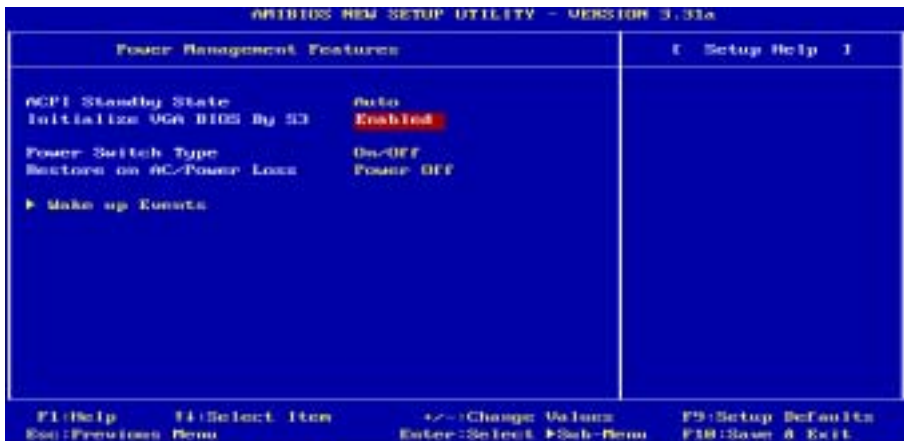 AMIBIOS NEW SETUP UTILITY - VERSION 3.31a
Power Management Features
[ Setup Help ]
ACPI Standby State Auto
Initialize VGA BIOS By S3 Enabled
Power Switch Type On/Off
Restore on AC/Power Loss Power Off
▶ Wake up Events
F1:Help ↑↓:Select Item +/-:Change Values F9:Setup Defaults
Esc:Previous Menu Enter:Select ▶Sub-Menu F10:Save & Exit